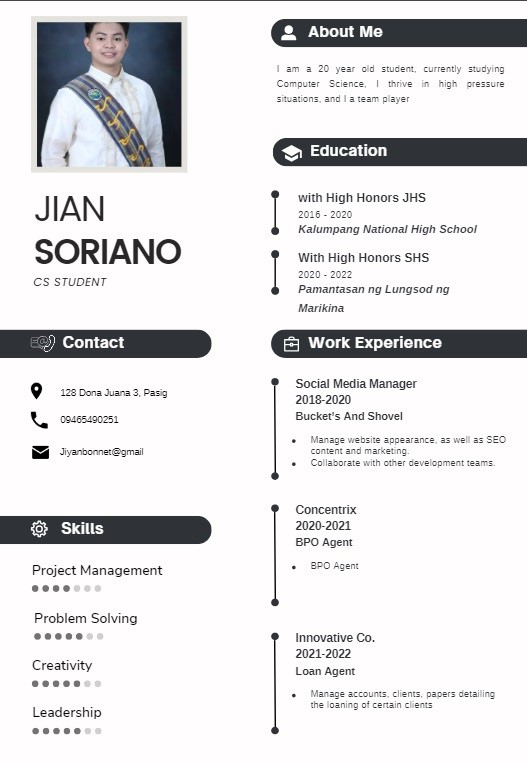 JIAN
SORIANO
CS STUDENT
Contact
128 Dona Juana 3, Pasig
09465490251
Jiyanbonnet@gmail
Skills
Project Management
Problem Solving
Creativity
Leadership
About Me
I am a 20 year old student, currently studying
Computer Science, I thrive in high pressure
situations, and I a team player
Education
with High Honors JHS
2016 - 2020
Kalumpang National High School
With High Honors SHS
2020 - 2022
Pamantasan ng Lungsod ng
Marikina
Work Experience
Social Media Manager
2018-2020
Bucket's And Shovel
• Manage website appearance, as well as SEO
content and marketing.
• Collaborate with other development teams.
Concentrix
2020-2021
BPO Agent
• BPO Agent
Innovative Co.
2021-2022
Loan Agent
• Manage accounts, clients, papers detailing
the loaning of certain clients